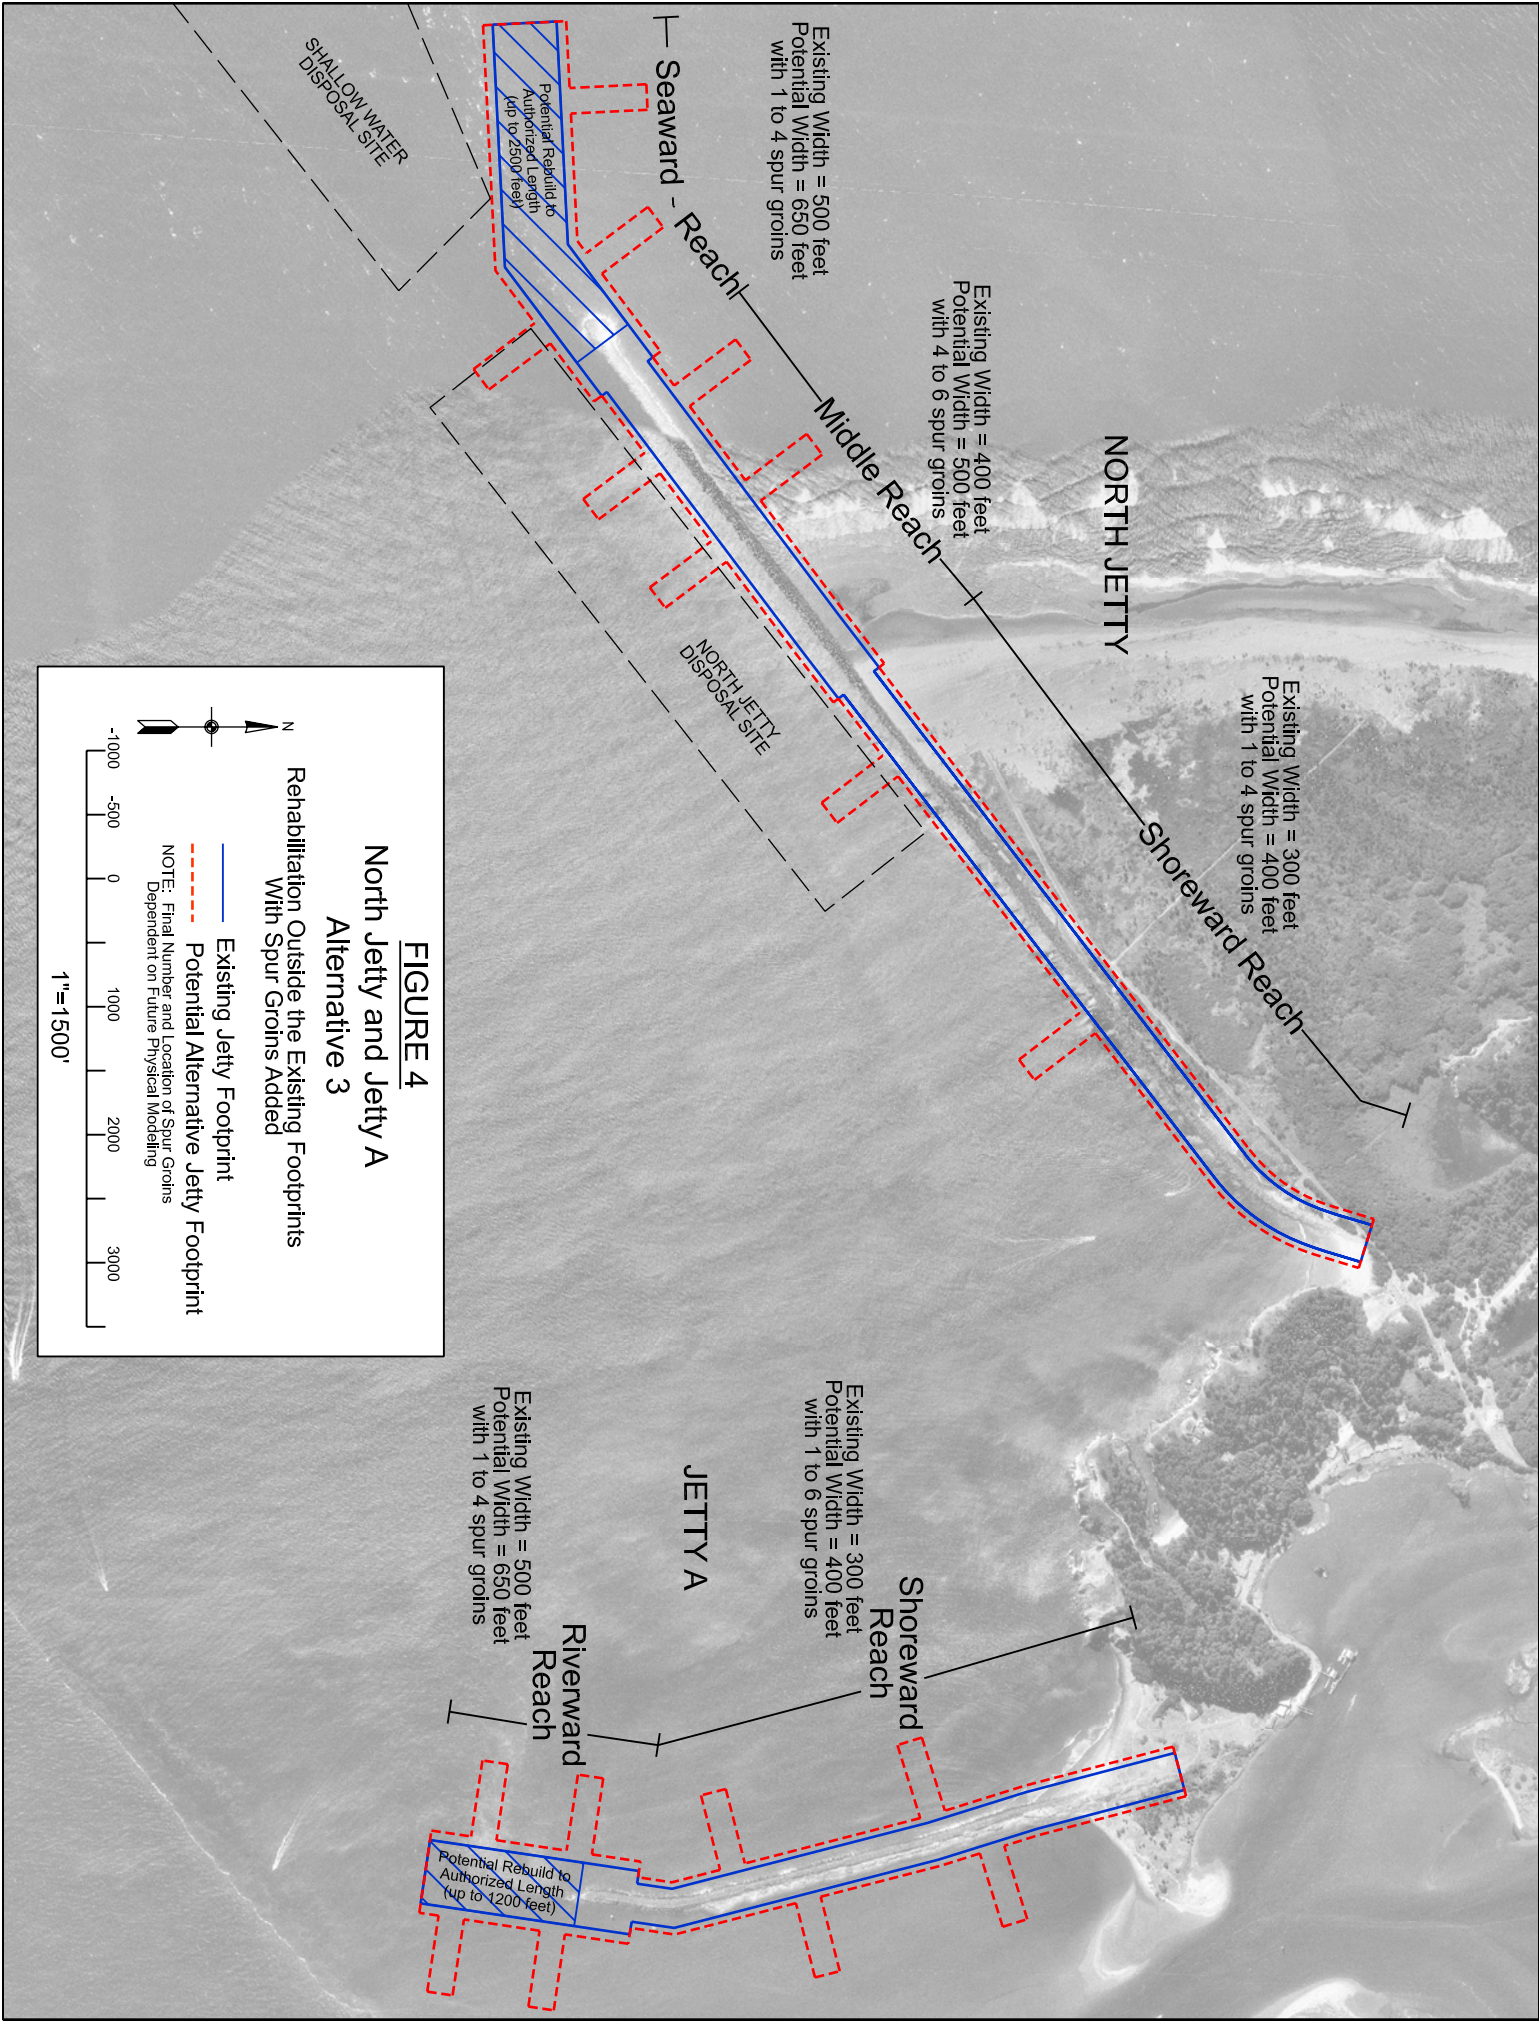 SHALLOW WATER
DISPOSAL SITE
Potential Rebuild to
Authorized Length
(up to 2500 feet)
Seaward - Reach
Existing Width = 500 feet
Potential Width = 650 feet
with 1 to 4 spur groins
Middle Reach
Existing Width = 400 feet
Potential Width = 500 feet
with 4 to 6 spur groins
NORTH JETTY
Existing Width = 300 feet
Potential Width = 400 feet
with 1 to 4 spur groins
Shoreward Reach
NORTH JETTY
DISPOSAL SITE
JETTY A
Existing Width = 300 feet
Potential Width = 400 feet
with 1 to 6 spur groins
Shoreward
Reach
Existing Width = 500 feet
Potential Width = 650 feet
with 1 to 4 spur groins
Riverward
Reach
Potential Rebuild to
Authorized Length
(up to 1200 feet)
FIGURE 4
North Jetty and Jetty A
Alternative 3
Rehabilitation Outside the Existing Footprints
With Spur Groins Added
Existing Jetty Footprint
Potential Alternative Jetty Footprint
NOTE: Final Number and Location of Spur Groins
Dependent on Future Physical Modeling
N
-1000 -500 0 1000 2000 3000
1"=1500'